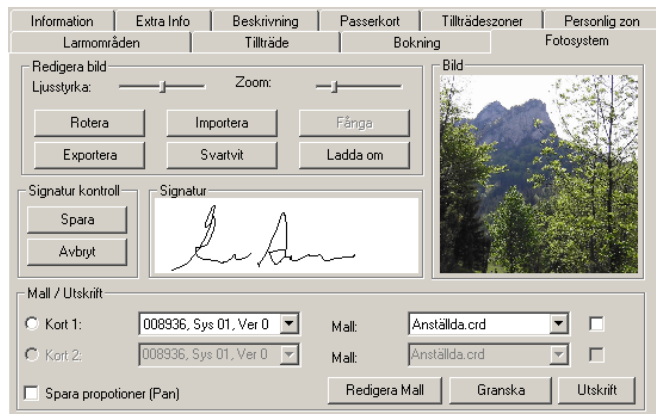 Information Extra Info Beskrivning Passerkort Tillträdeszoner Personlig zon
Larmområden Tillträde Bokning Fotosystem
Redigera bild
Ljusstyrka: Zoom:
Rotera Importera Fånga
Exportera Svartvit Ladda om
Bild
Signatur kontroll
Spara
Avbryt
Signatur
Mall / Utskrift
Kort 1: 008936, Sys 01, Ver 0 Mall: Anställda.crd
Kort 2: 008936, Sys 01, Ver 0 Mall: Anställda.crd
Spara propotioner (Pan) Redigera Mall Granska Utskrift